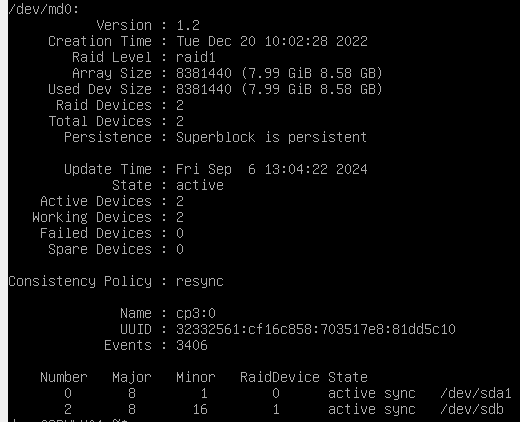 /dev/md0:
Version : 1.2
Creation Time : Tue Dec 20 10:02:28 2022
Raid Level : raid1
Array Size : 8381440 (7.99 GiB 8.58 GB)
Used Dev Size : 8381440 (7.99 GiB 8.58 GB)
Raid Devices : 2
Total Devices : 2
Persistence : Superblock is persistent
Update Time : Fri Sep  6 13:04:22 2024
State : active
Active Devices : 2
Working Devices : 2
Failed Devices : 0
Spare Devices : 0
Consistency Policy : resync
Name : cp3:0
UUID : 32332561:cf16c858:703517e8:81dd5c10
Events : 3406
Number   Major   Minor   RaidDevice State
0       8        1        0      active sync   /dev/sda1
2       8       16        1      active sync   /dev/sdb